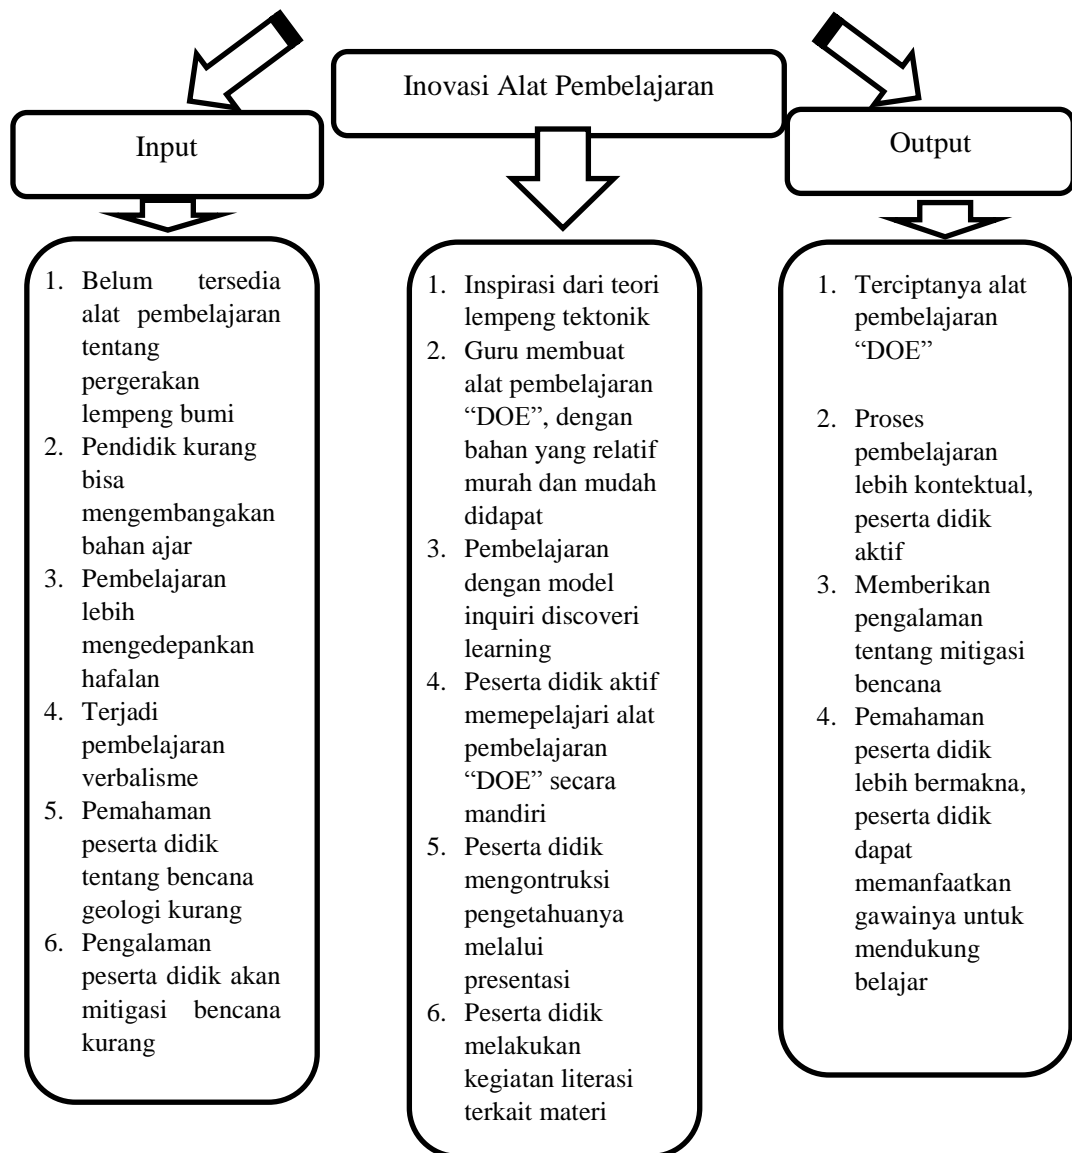 Inovasi Alat Pembelajaran
Input
Output
1. Belum tersedia
alat pembelajaran
tentang
pergerakan
lempeng bumi
2. Pendidik kurang
bisa
mengembangakan
bahan ajar
3. Pembelajaran
lebih
mengedepankan
hafalan
4. Terjadi
pembelajaran
verbalisme
5. Pemahaman
peserta didik
tentang bencana
geologi kurang
6. Pengalaman
peserta didik akan
mitigasi bencana
kurang
1. Inspirasi dari teori
lempeng tektonik
2. Guru membuat
alat pembelajaran
“DOE”, dengan
bahan yang relatif
murah dan mudah
didapat
3. Pembelajaran
dengan model
inquiri discoveri
learning
4. Peserta didik aktif
memepelajari alat
pembelajaran
“DOE” secara
mandiri
5. Peserta didik
mengontruksi
pengetahuanya
melalui
presentasi
6. Peserta didik
melakukan
kegiatan literasi
terkait materi
1. Terciptanya alat
pembelajaran
“DOE”
2. Proses
pembelajaran
lebih kontektual,
peserta didik
aktif
3. Memberikan
pengalaman
tentang mitigasi
bencana
4. Pemahaman
peserta didik
lebih bermakna,
peserta didik
dapat
memanfaatkan
gawainya untuk
mendukung
belajar